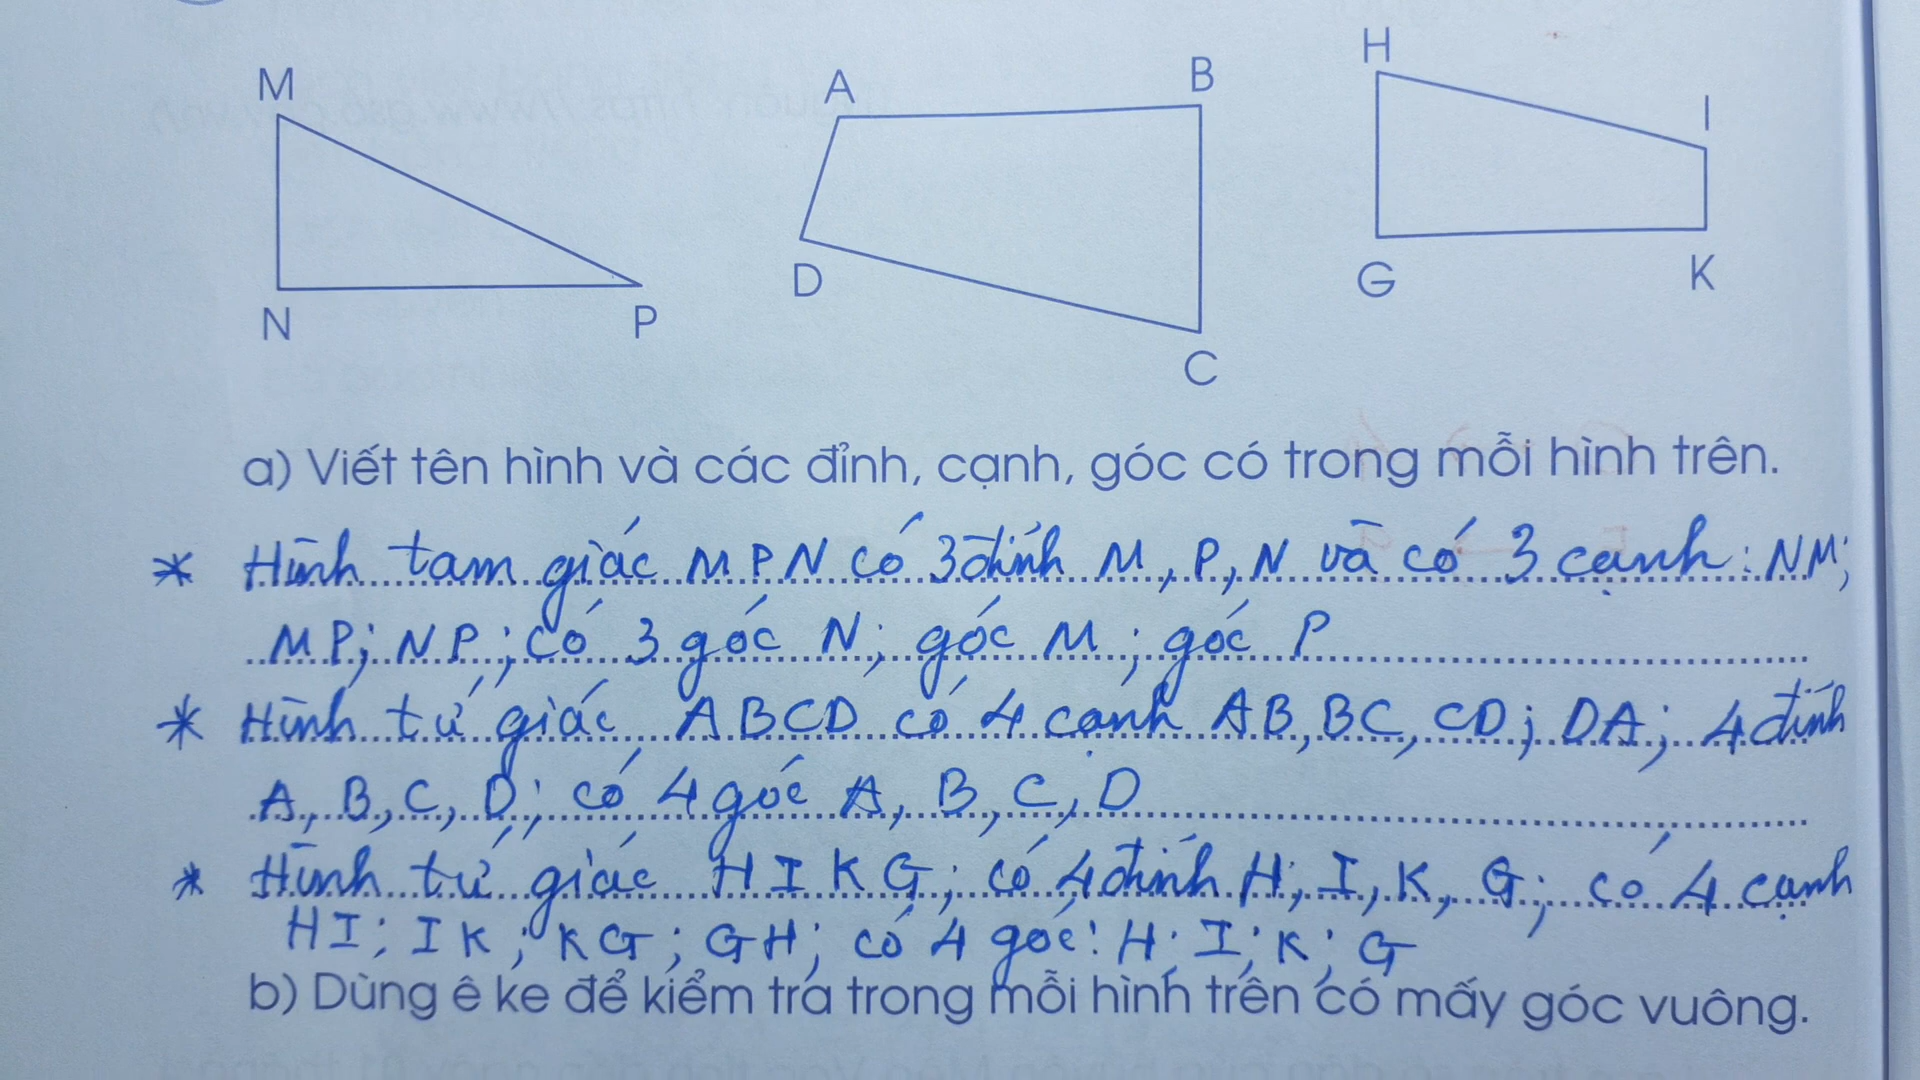 M
N
P
A
B
D
C
H
I
G
K
a) Viết tên hình và các đỉnh, cạnh, góc có trong mỗi hình trên.
* Hình tam giác MPN có 3 đỉnh M, P, N và có 3 cạnh: NM;
MP; NP; có 3 góc N; góc M; góc P
* Hình tứ giác ABCD có 4 cạnh AB, BC, CD; DA; 4 đỉnh
A, B, C, D; có 4 góc A, B, C, D
* Hình tứ giác HIKG; có 4 đỉnh H; I, K, G; có 4 cạnh
HI; IK; KG; GH; có 4 góc: H; I; K; G
b) Dùng ê ke để kiểm tra trong mỗi hình trên có mấy góc vuông.